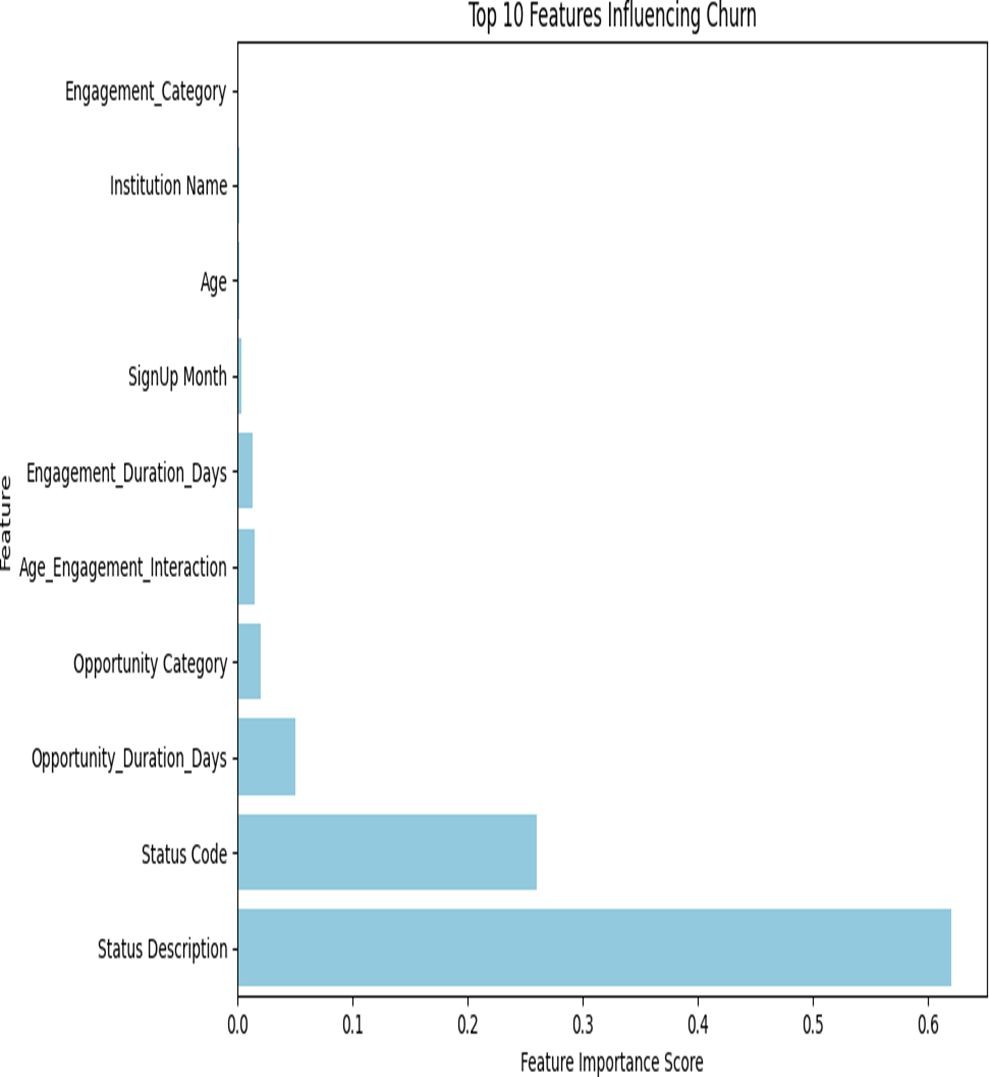 Top 10 Features Influencing Churn
Engagement_Category
Institution Name
Age
SignUp Month
Engagement_Duration_Days
Age_Engagement_Interaction
Opportunity Category
Opportunity_Duration_Days
Status Code
Status Description
Feature
0.0 0.1 0.2 0.3 0.4 0.5 0.6
Feature Importance Score